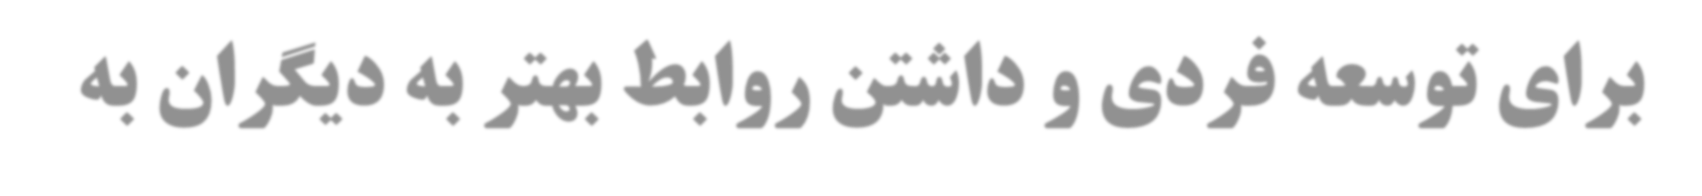 برای توسعه فردی و داشتن روابط بهتر به دیگران به